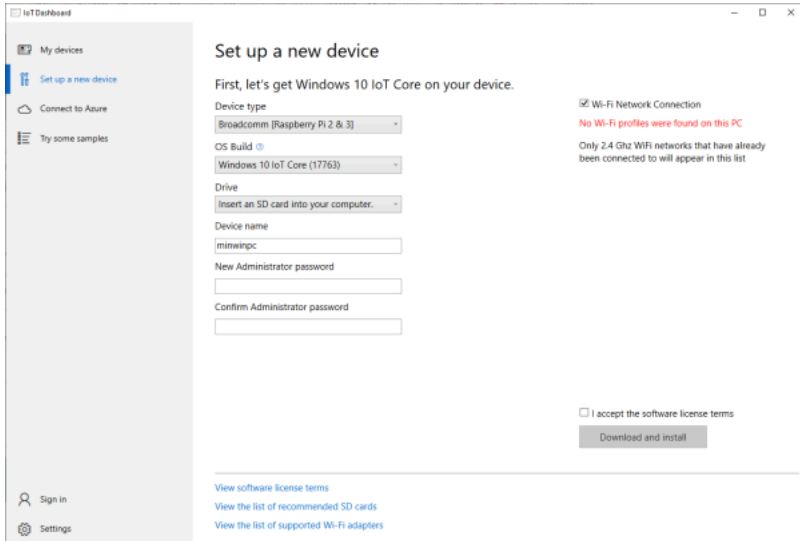 IoT Dashboard
My devices
Set up a new device
Connect to Azure
Try some samples
Sign in
Settings
Set up a new device
First, let's get Windows 10 IoT Core on your device.
Device type
Broadcomm [Raspberry Pi 2 & 3]
OS Build
Windows 10 IoT Core (17763)
Drive
Insert an SD card into your computer.
Device name
minwinpc
New Administrator password
Confirm Administrator password
Wi-Fi Network Connection
No Wi-Fi profiles were found on this PC
Only 2.4 Ghz WiFi networks that have already
been connected to will appear in this list
I accept the software license terms
Download and install
View software license terms
View the list of recommended SD cards
View the list of supported Wi-Fi adapters